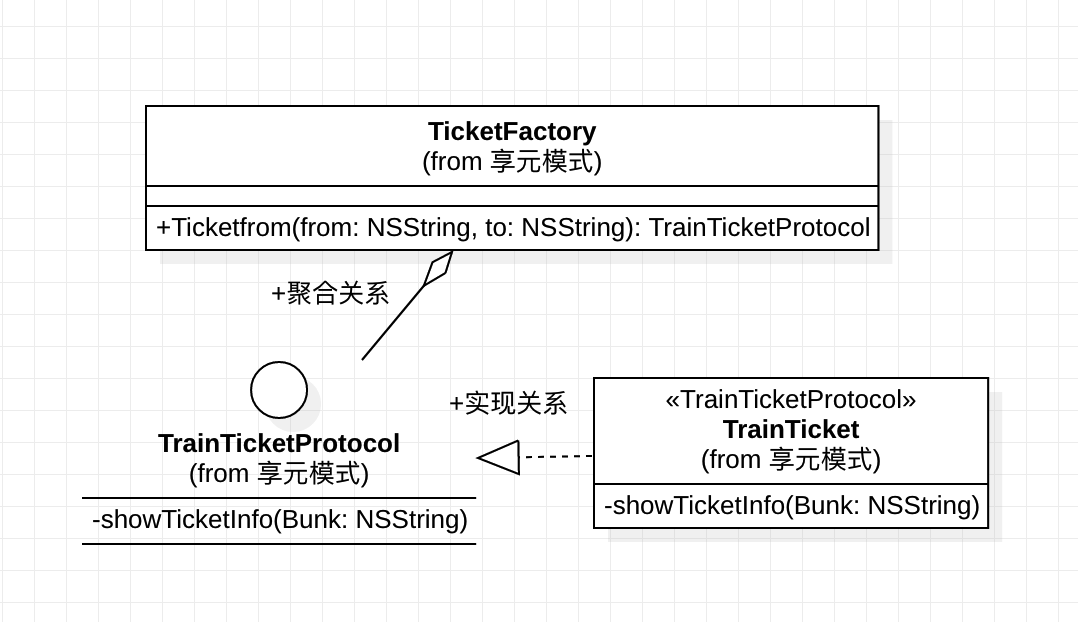 TicketFactory
(from 享元模式)
+Ticketfrom(from: NSString, to: NSString): TrainTicketProtocol
+聚合关系
TrainTicketProtocol
(from 享元模式)
-showTicketInfo(Bunk: NSString)
+实现关系
«TrainTicketProtocol»
TrainTicket
(from 享元模式)
-showTicketInfo(Bunk: NSString)